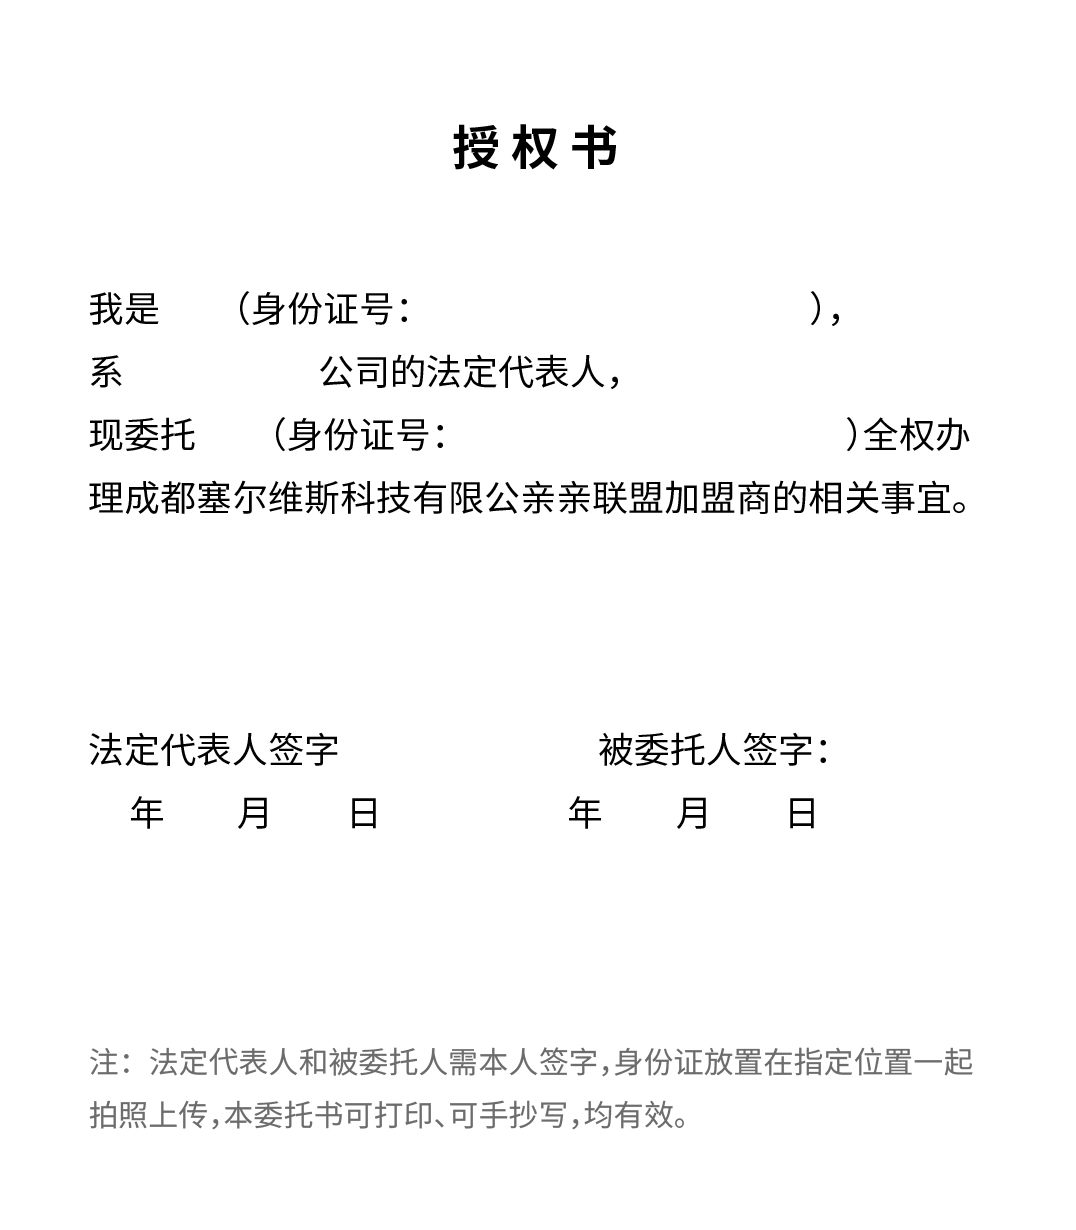 授权书
我是 （身份证号： ），
系 公司的法定代表人，
现委托 （身份证号： ）全权办
理成都塞尔维斯科技有限公亲亲联盟加盟商的相关事宜。
法定代表人签字 被委托人签字：
年 月 日 年 月 日
注：法定代表人和被委托人需本人签字，身份证放置在指定位置一起
拍照上传，本委托书可打印、可手抄写，均有效。